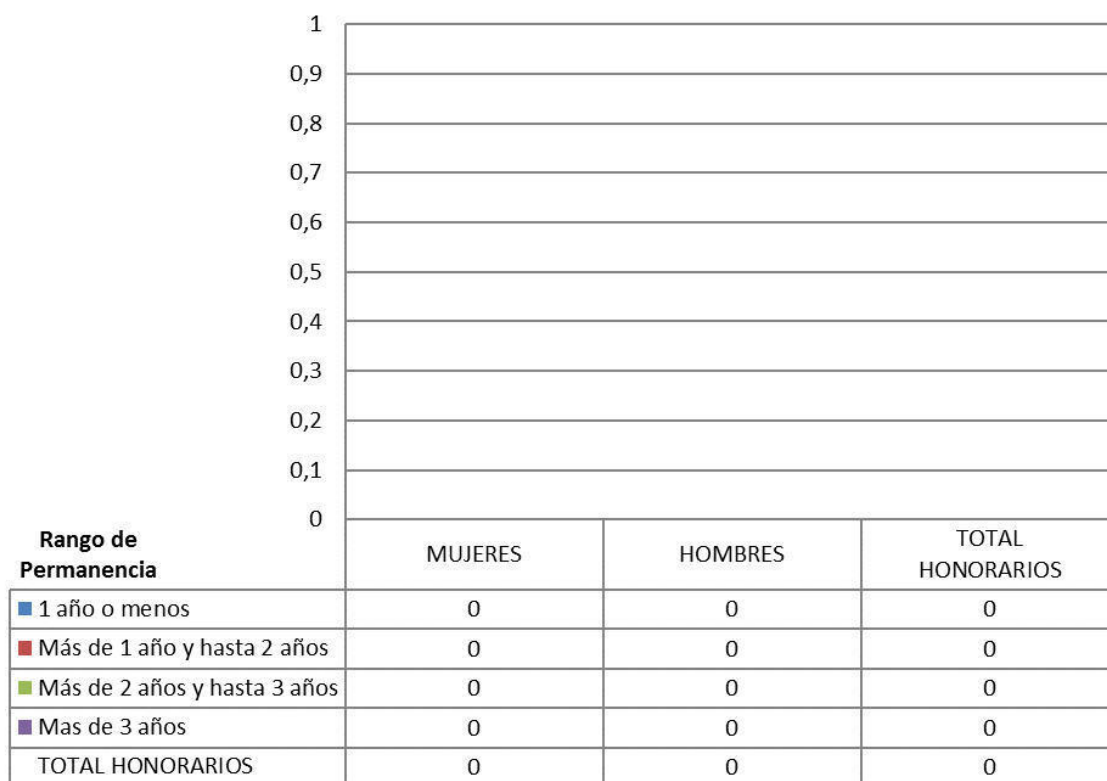 1
0,9
0,8
0,7
0,6
0,5
0,4
0,3
0,2
0,1
0
Rango de
Permanencia
MUJERES HOMBRES TOTAL
HONORARIOS
1 año o menos 0 0 0
Más de 1 año y hasta 2 años 0 0 0
Más de 2 años y hasta 3 años 0 0 0
Mas de 3 años 0 0 0
TOTAL HONORARIOS 0 0 0